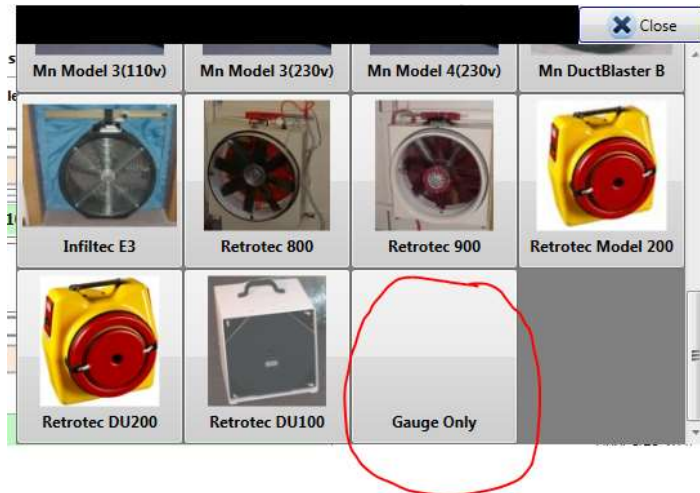 Close
Mn Model 3(110v) Mn Model 3(230v) Mn Model 4(230v) Mn DuctBlaster B
Infiltec E3 Retrotec 800 Retrotec 900 Retrotec Model 200
Retrotec DU200 Retrotec DU100 Gauge Only